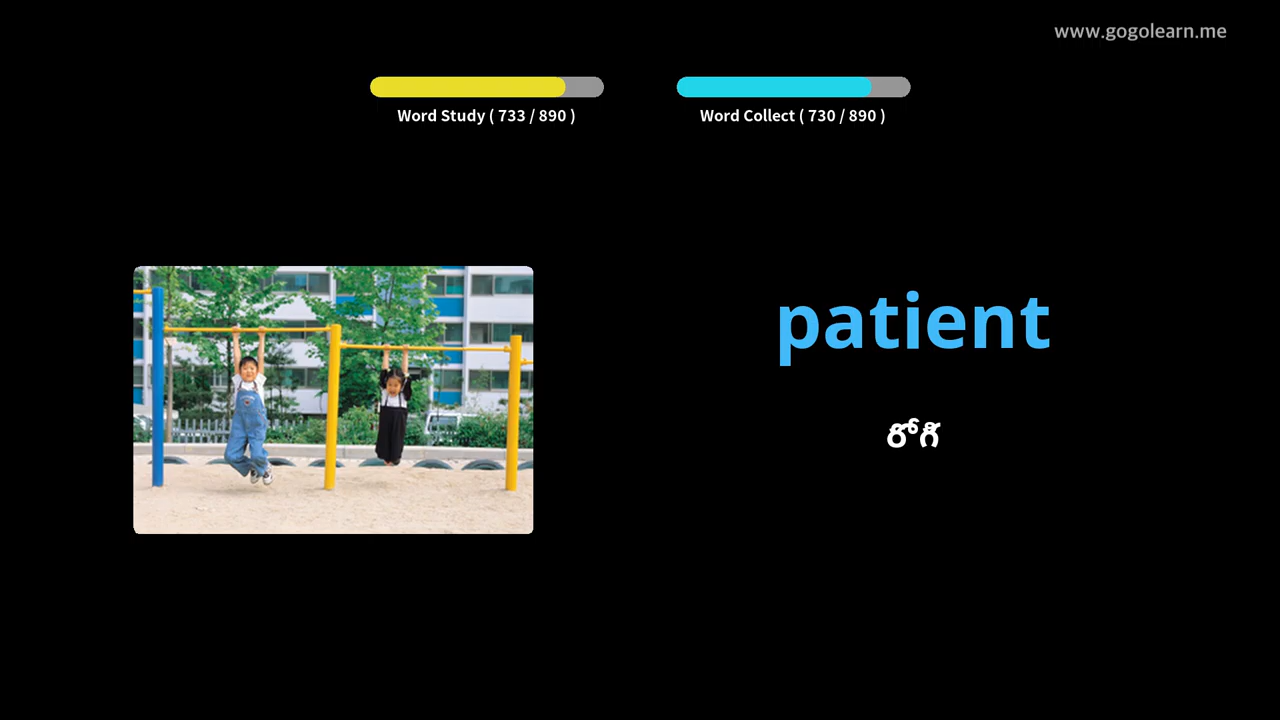 www.gogolearn.me
Word Study ( 733 / 890 )
Word Collect ( 730 / 890 )
patient
రోగి